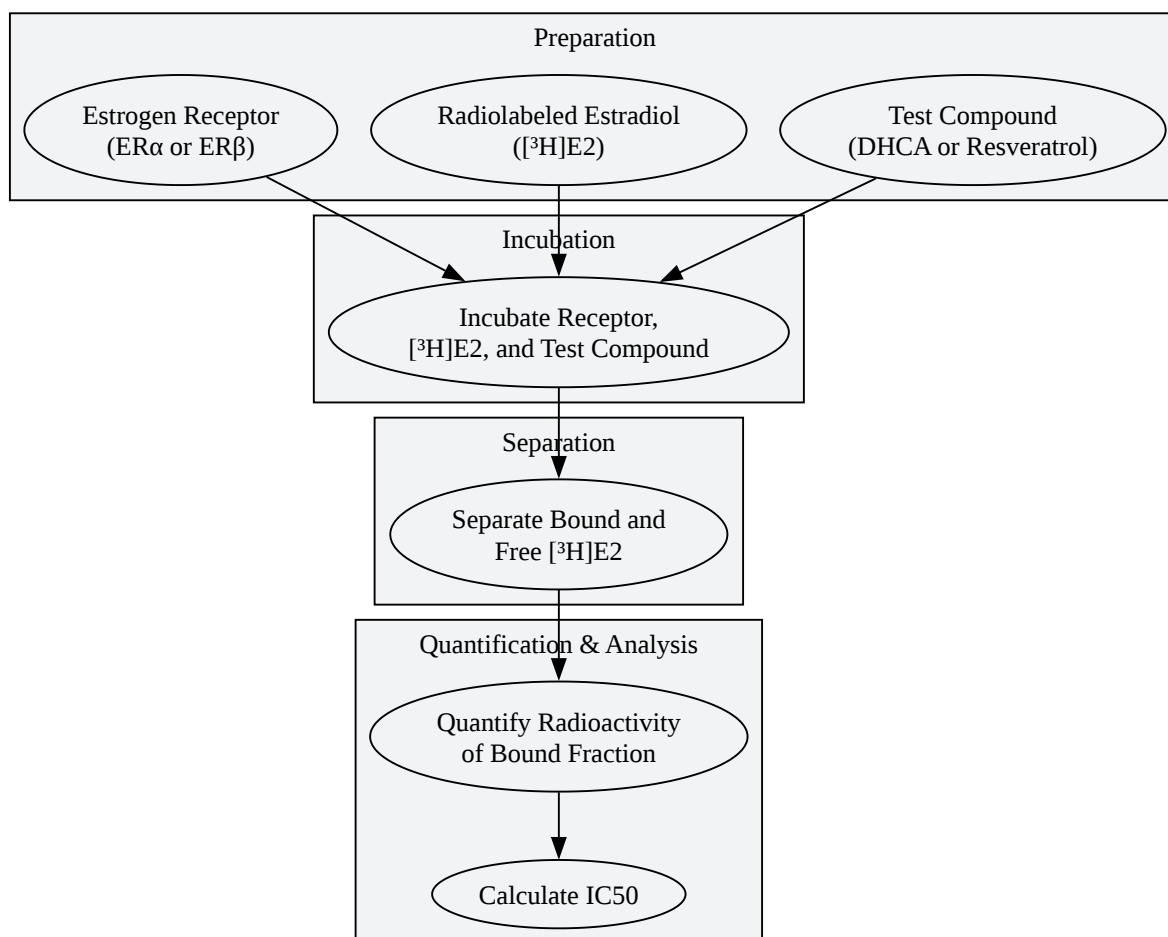 Preparation
Estrogen Receptor
(ERα or ERβ)
Radiolabeled Estradiol
([³H]E2)
Test Compound
(DHCA or Resveratrol)
Incubation
Incubate Receptor,
[³H]E2, and Test Compound
Separation
Separate Bound and
Free [³H]E2
Quantification & Analysis
Quantify Radioactivity
of Bound Fraction
Calculate IC50